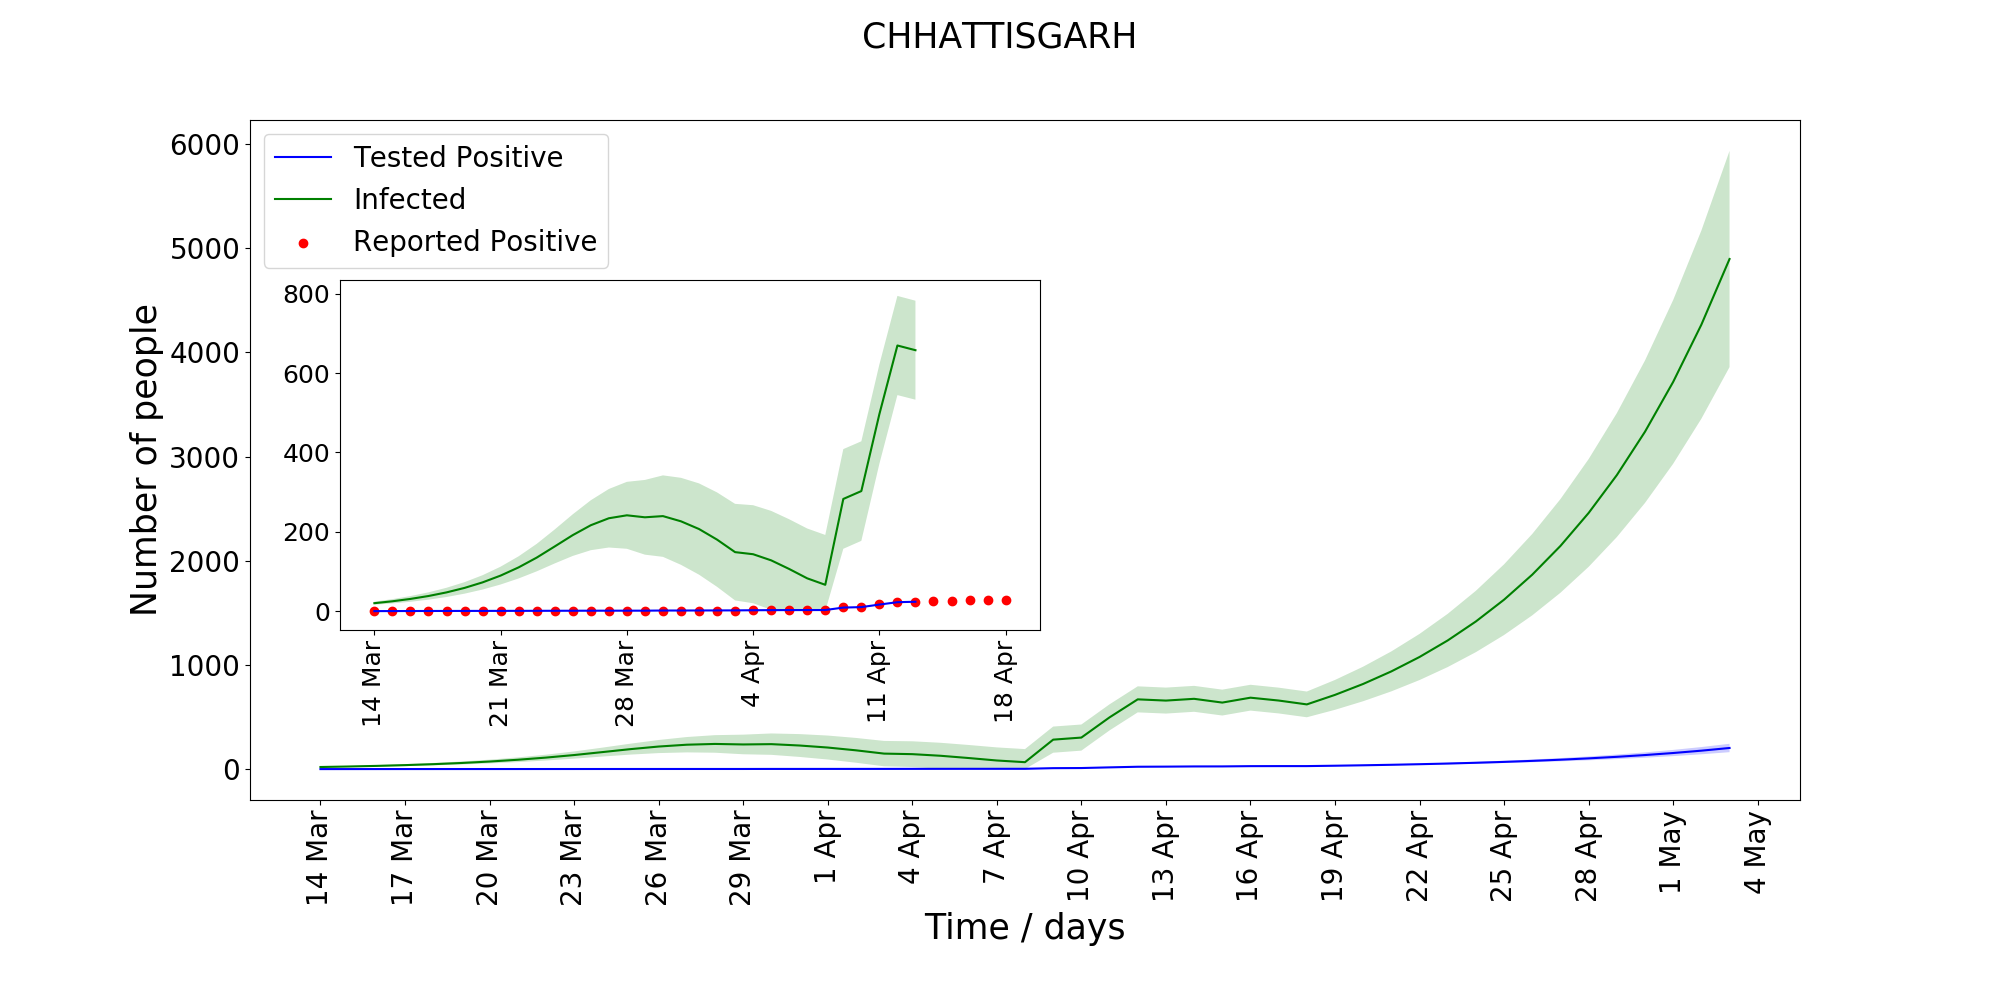 CHHATTISGARH
6000
5000
4000
3000
2000
1000
0
Number of people
Tested Positive
Infected
Reported Positive
800
600
400
200
0
14 Mar
21 Mar
28 Mar
4 Apr
11 Apr
18 Apr
14 Mar
17 Mar
20 Mar
23 Mar
26 Mar
29 Mar
1 Apr
4 Apr
7 Apr
10 Apr
13 Apr
16 Apr
19 Apr
22 Apr
25 Apr
28 Apr
1 May
4 May
Time / days